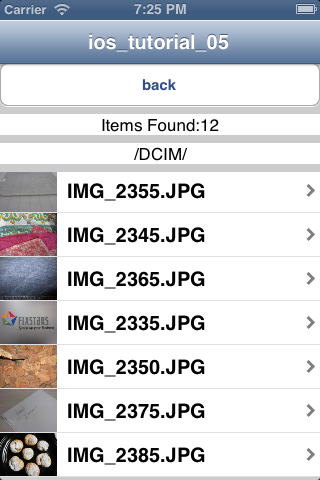 Carrier
7:25 PM
ios_tutorial_05
back
Items Found:12
/DCIM/
IMG_2355.JPG
IMG_2345.JPG
IMG_2365.JPG
IMG_2335.JPG
IMG_2350.JPG
IMG_2375.JPG
IMG_2385.JPG